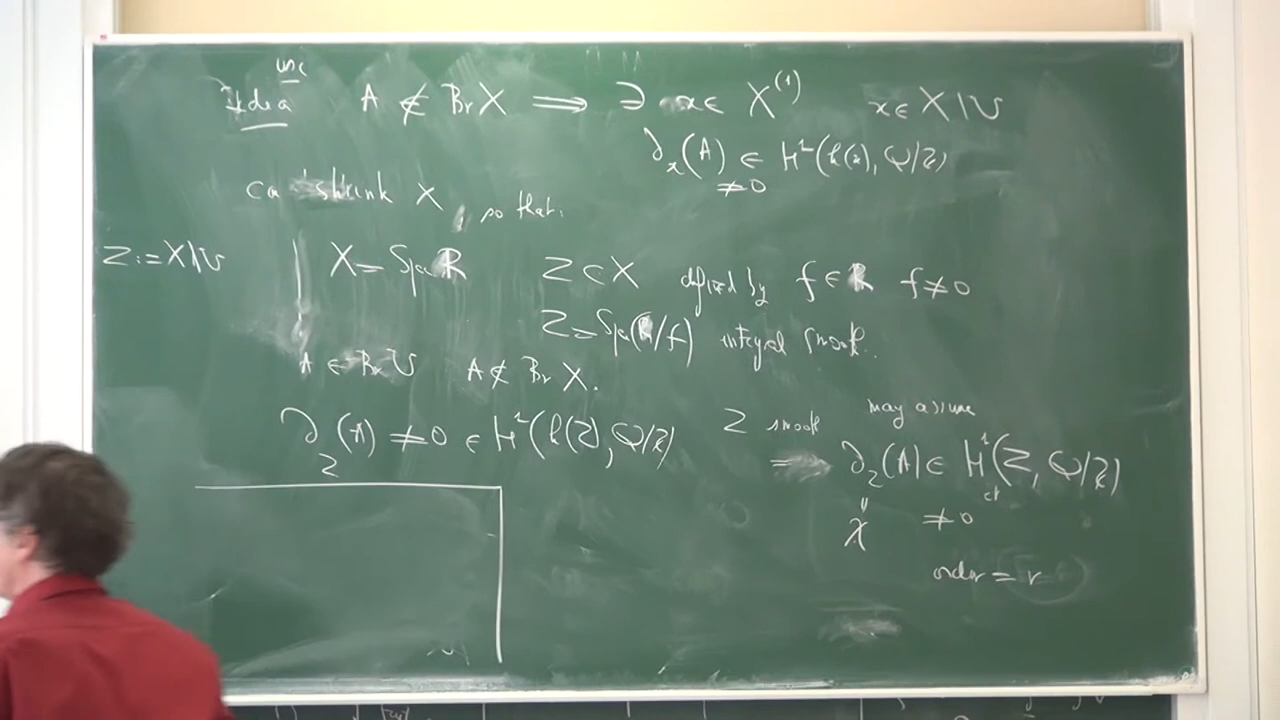 use
Idea A ∉ Br X ⟹ ∃ x ∈ X^(1) x ∈ X∖U
∂_x(A) ∈ H^1(k(x), Q/Z)
≠0
can shrink X, so that:
Z := X∖U | X = Spec R Z ⊂ X defined by f ∈ R f ≠ 0
Z = Spec(R/f) integral smooth.
A ∈ Br U A ∉ Br X.
∂_Z(A) ≠ 0 ∈ H^1(k(Z), Q/Z) Z smooth may assume
⟹ ∂_Z(A) ∈ H^1_et(Z, Q/Z)
χ ≠ 0
order = r